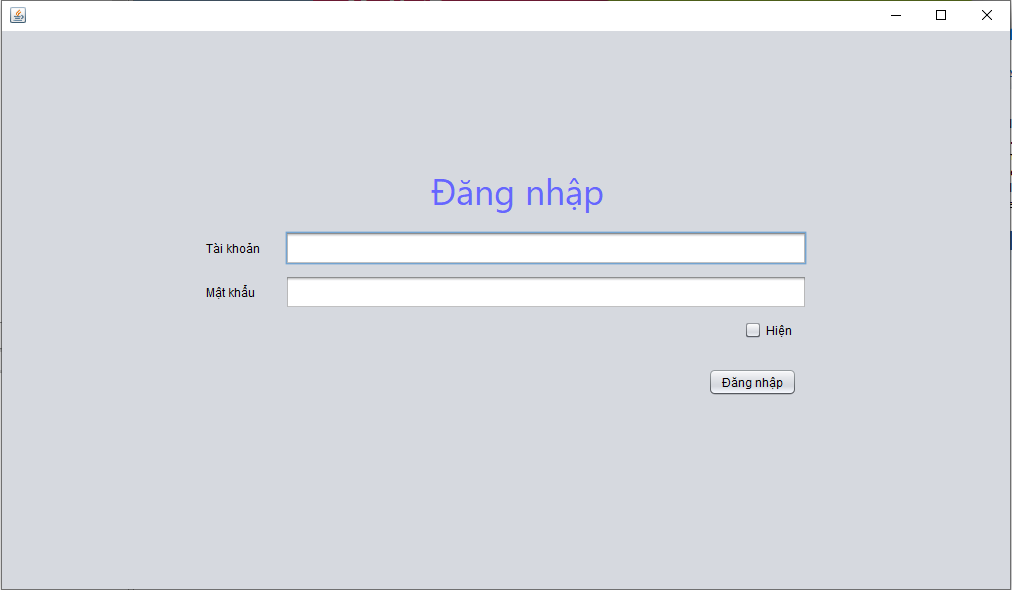 Đăng nhập
Tài khoản
Mật khẩu
Hiện
Đăng nhập